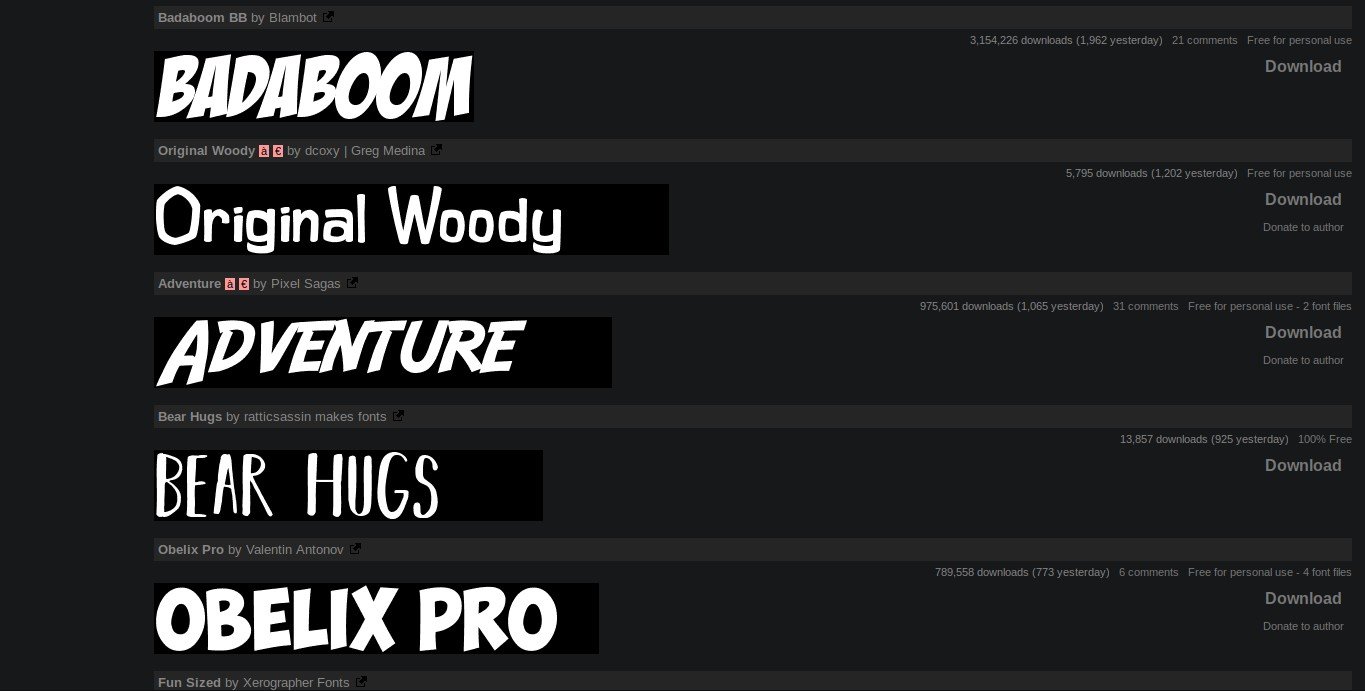 Badaboom BB by Blambot
3,154,226 downloads (1,962 yesterday) 21 comments Free for personal use
BADABOOM
Download
Original Woody à € by dcoxy | Greg Medina
5,795 downloads (1,202 yesterday) Free for personal use
Original Woody
Download
Donate to author
Adventure à € by Pixel Sagas
975,601 downloads (1,065 yesterday) 31 comments Free for personal use - 2 font files
ADVENTURE
Download
Donate to author
Bear Hugs by ratticsassin makes fonts
13,857 downloads (925 yesterday) 100% Free
BEAR HUGS
Download
Obelix Pro by Valentin Antonov
789,558 downloads (773 yesterday) 6 comments Free for personal use - 4 font files
OBELIX PRO
Download
Donate to author
Fun Sized by Xerographer Fonts